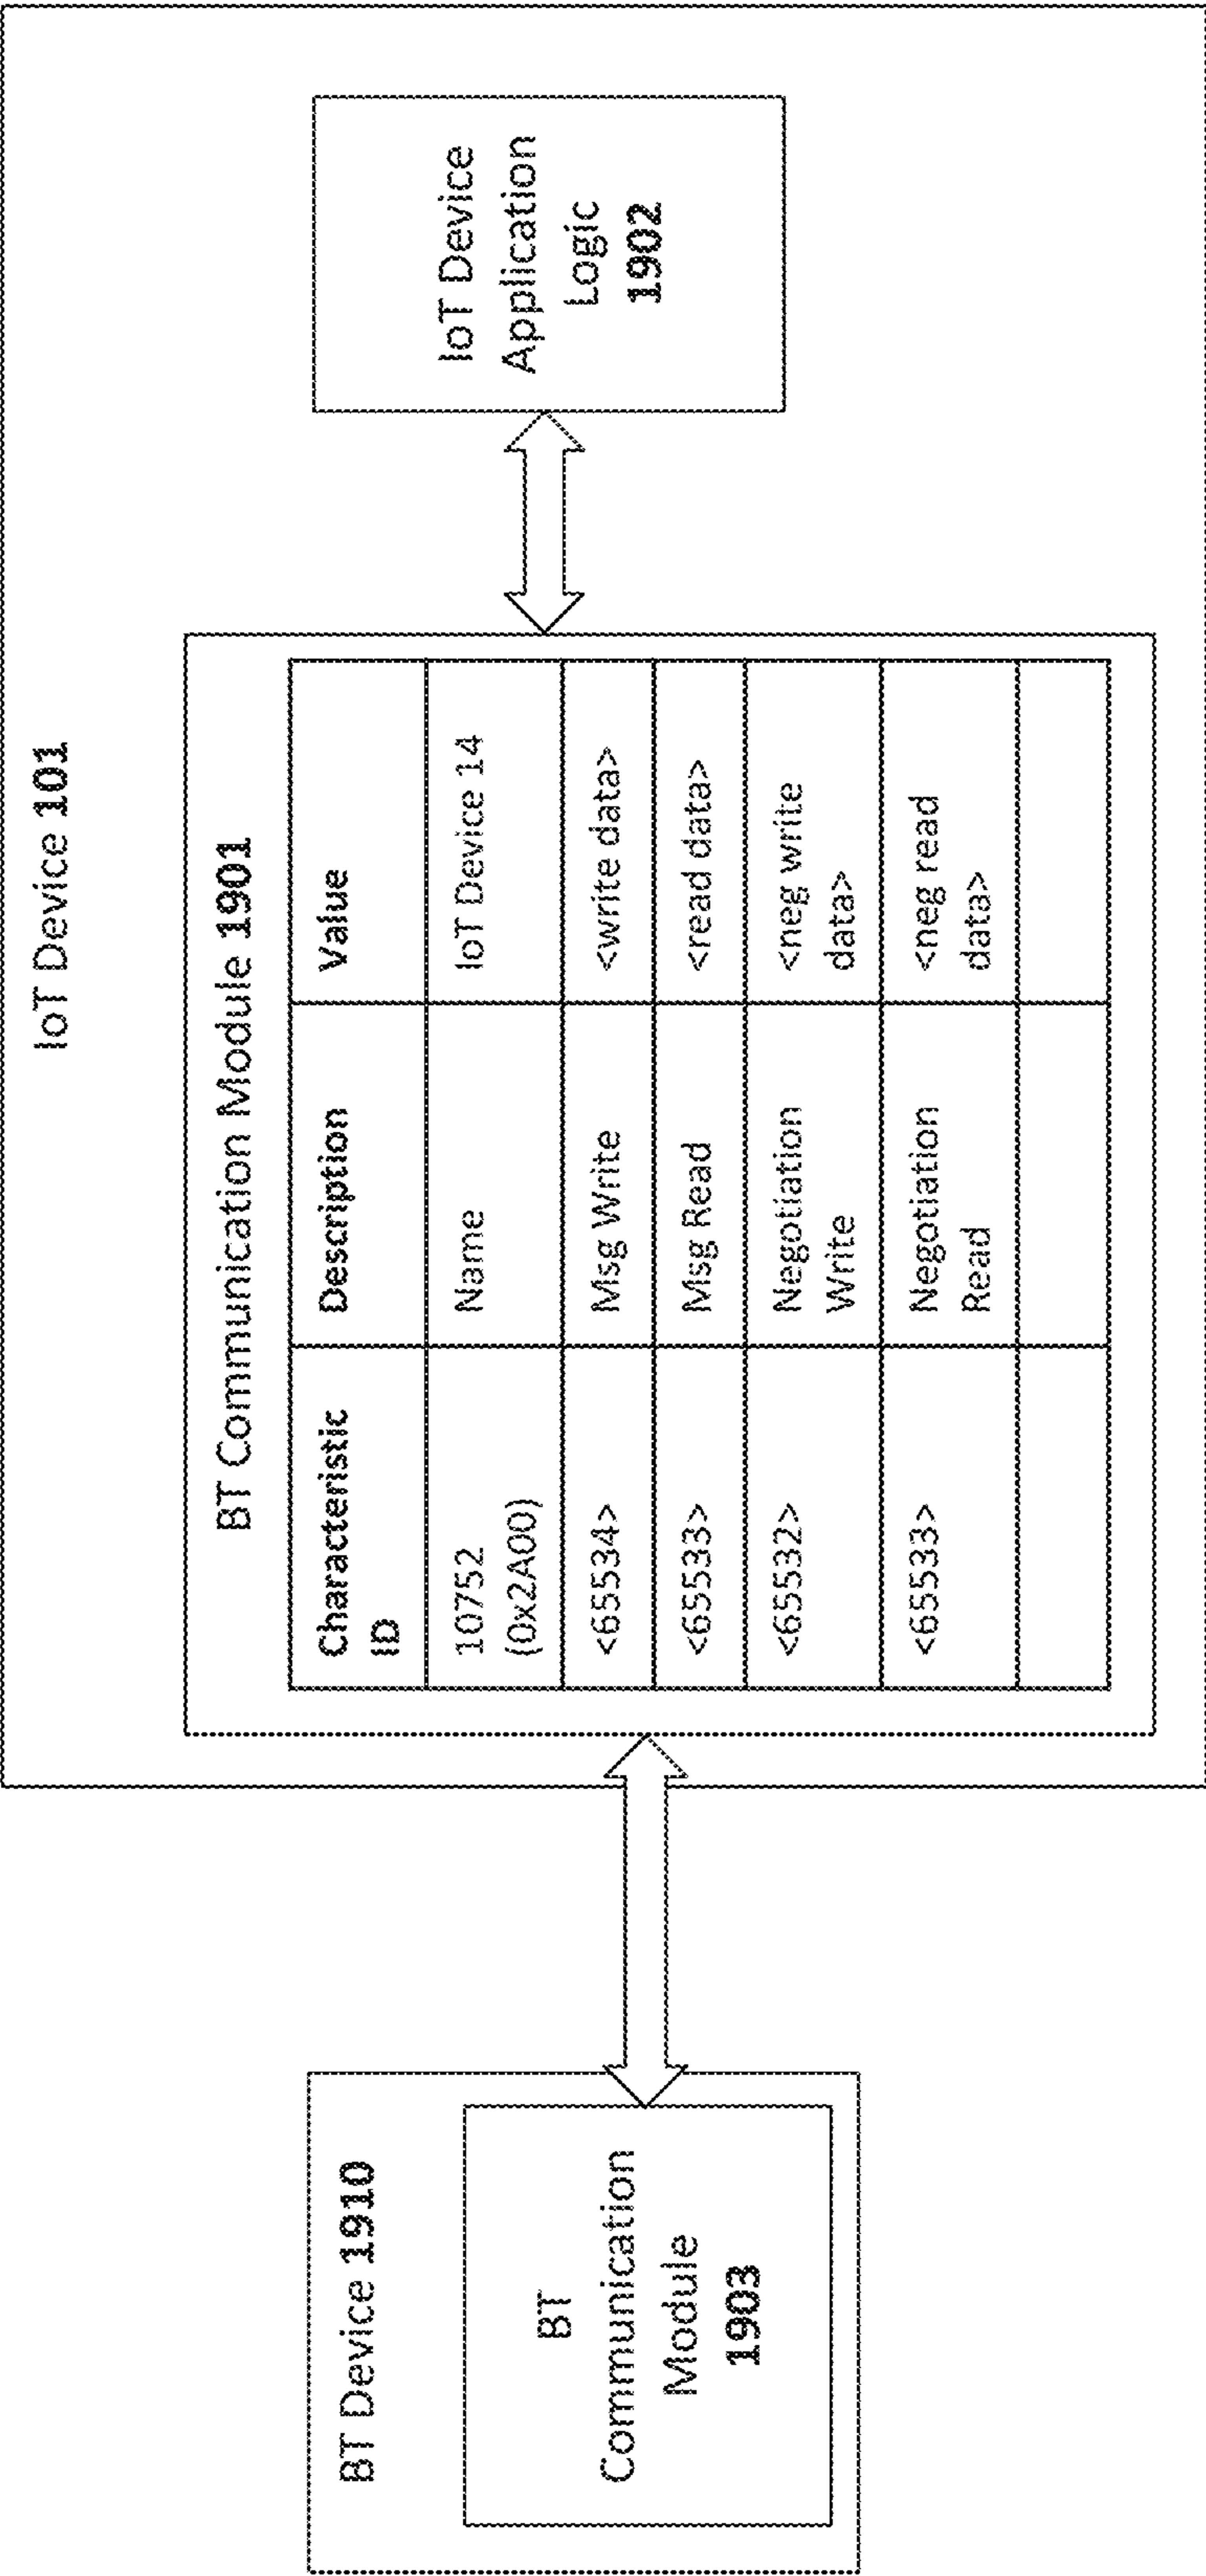 IoT Device 101
BT Device 1910
BT
Communication
Module
1903
BT Communication Module 1901
Characteristic ID Description Value
10752 (0x2A00) Name IoT Device 14
<65534> Msg Write <write data>
<65533> Msg Read <read data>
<65532> Negotiation Write <neg write data>
<65533> Negotiation Read <neg read data>
IoT Device
Application
Logic
1902